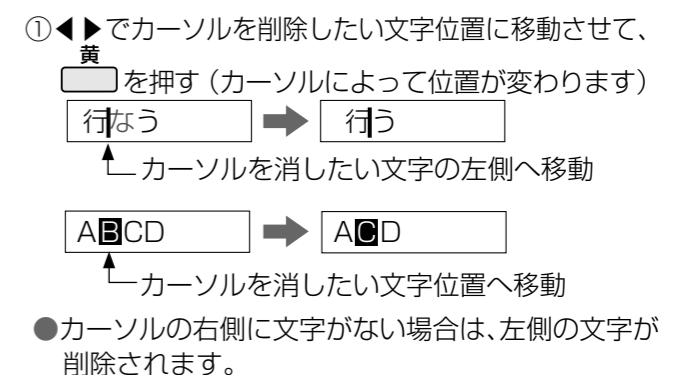 ①◀▶でカーソルを削除したい文字位置に移動させて、
黄
を押す(カーソルによって位置が変わります)
行なう 行う
カーソルを消したい文字の左側へ移動
ABCD ACD
カーソルを消したい文字位置へ移動
●カーソルの右側に文字がない場合は、左側の文字が
削除されます。